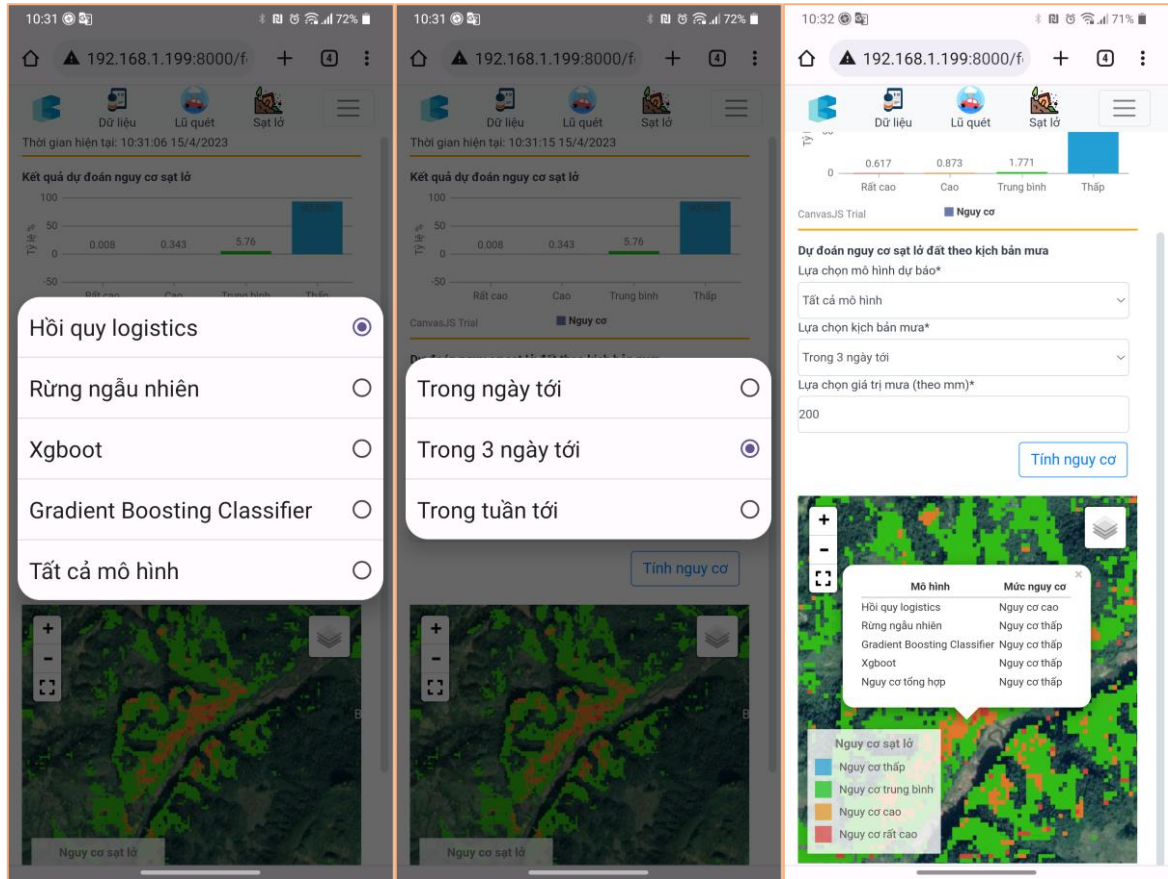 10:31
72%
192.168.1.199:8000/f
4
Dữ liệu
Lũ quét
Sạt lở
Thời gian hiện tại: 10:31:06 15/4/2023
Kết quả dự đoán nguy cơ sạt lở
Tỷ lệ %
100
50
0
-50
0.008
0.343
5.76
Rất cao
Cao
Trung bình
Thấp
Hồi quy logistics
Rừng ngẫu nhiên
Xgboot
Gradient Boosting Classifier
Tất cả mô hình
+
-
Nguy cơ sạt lở
10:31
72%
192.168.1.199:8000/f
4
Dữ liệu
Lũ quét
Sạt lở
Thời gian hiện tại: 10:31:15 15/4/2023
Kết quả dự đoán nguy cơ sạt lở
Tỷ lệ %
100
50
0
-50
0.008
0.343
5.76
Rất cao
Cao
Trung bình
Thấp
CanvasJS Trial
Nguy cơ
Dự đoán nguy cơ sạt lở đất theo kịch bản mưa
Trong ngày tới
Trong 3 ngày tới
Trong tuần tới
Tính nguy cơ
+
-
Nguy cơ sạt lở
10:32
71%
192.168.1.199:8000/f
4
Dữ liệu
Lũ quét
Sạt lở
0
0.617
0.873
1.771
Rất cao
Cao
Trung bình
Thấp
CanvasJS Trial
Nguy cơ
Dự đoán nguy cơ sạt lở đất theo kịch bản mưa
Lựa chọn mô hình dự báo*
Tất cả mô hình
Lựa chọn kịch bản mưa*
Trong 3 ngày tới
Lựa chọn giá trị mưa (theo mm)*
200
Tính nguy cơ
+
-
×
Mô hình Mức nguy cơ
Hồi quy logistics Nguy cơ cao
Rừng ngẫu nhiên Nguy cơ thấp
Gradient Boosting Classifier Nguy cơ thấp
Xgboot Nguy cơ thấp
Nguy cơ tổng hợp Nguy cơ thấp
Nguy cơ sạt lở
Nguy cơ thấp
Nguy cơ trung bình
Nguy cơ cao
Nguy cơ rất cao